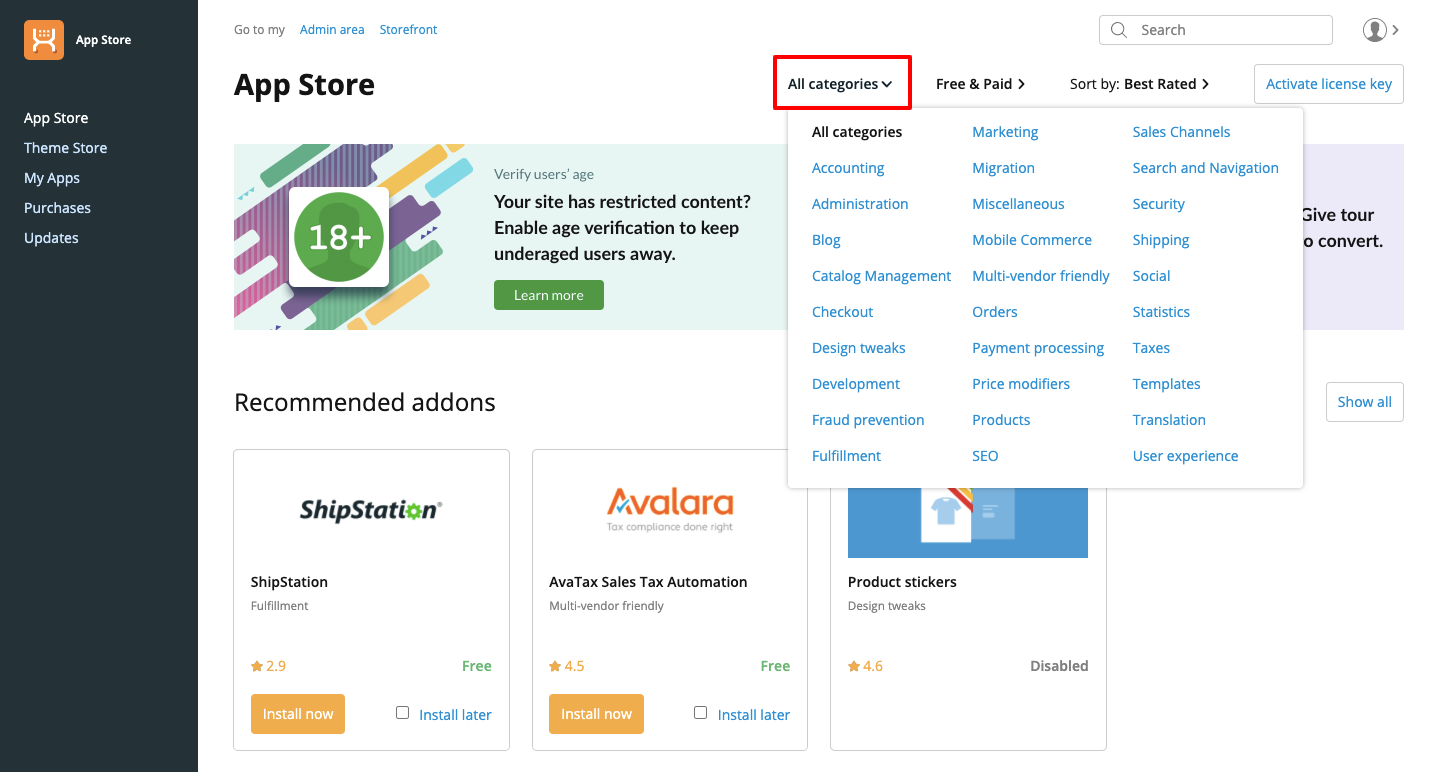 App Store
App Store
Theme Store
My Apps
Purchases
Updates
Go to my Admin area Storefront
Search
App Store
All categories
Free & Paid
Sort by: Best Rated
Activate license key
All categories
Accounting
Administration
Blog
Catalog Management
Checkout
Design tweaks
Development
Fraud prevention
Fulfillment
Marketing
Migration
Miscellaneous
Mobile Commerce
Multi-vendor friendly
Orders
Payment processing
Price modifiers
Products
SEO
Sales Channels
Search and Navigation
Security
Shipping
Social
Statistics
Taxes
Templates
Translation
User experience
18+
Verify users’ age
Your site has restricted content?
Enable age verification to keep
underaged users away.
Learn more
Give tour
o convert.
Recommended addons
Show all
ShipStation®
ShipStation
Fulfillment
2.9
Free
Install now
Install later
Avalara
Tax compliance done right
AvaTax Sales Tax Automation
Multi-vendor friendly
4.5
Free
Install now
Install later
Product stickers
Design tweaks
4.6
Disabled